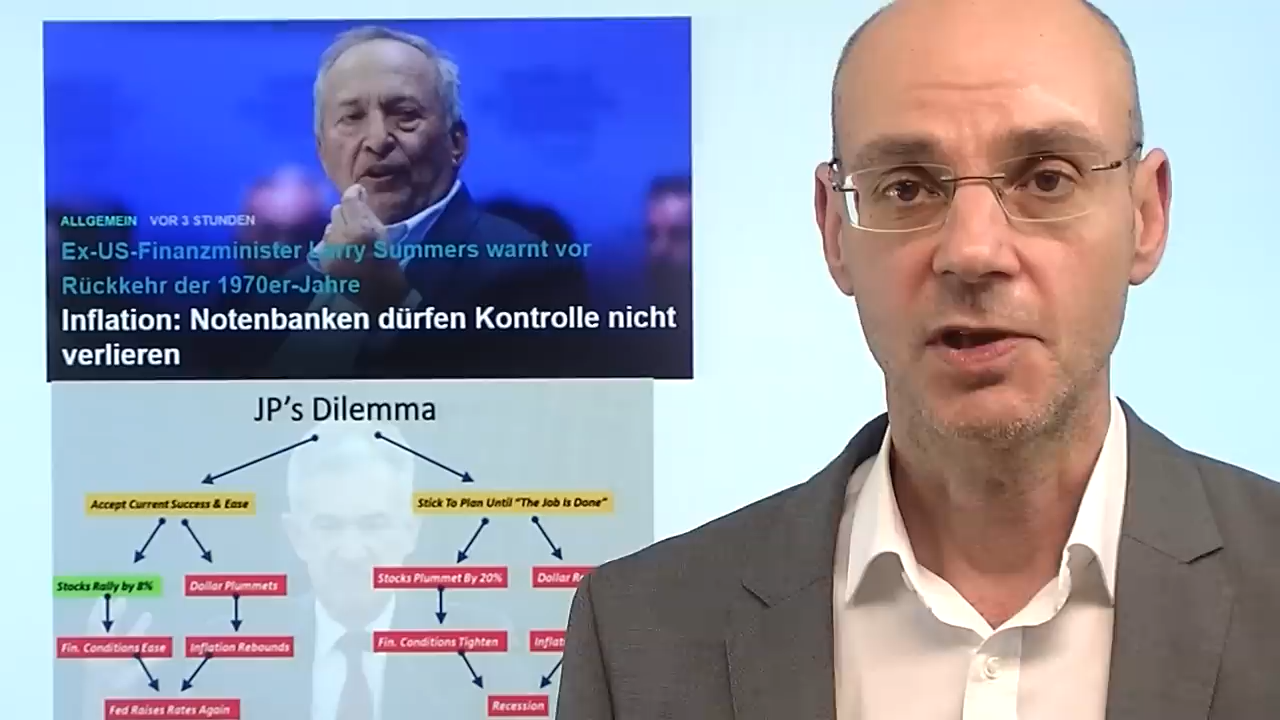 ALLGEMEIN VOR 3 STUNDEN
Ex-US-Finanzminister Larry Summers warnt vor
Rückkehr der 1970er-Jahre
Inflation: Notenbanken dürfen Kontrolle nicht
verlieren
JP's Dilemma
Accept Current Success & Ease
Stick To Plan Until "The Job Is Done"
Stocks Rally by 8%
Dollar Plummets
Stocks Plummet By 20%
Dollar
Fin. Conditions Ease
Inflation Rebounds
Fin. Conditions Tighten
Fed Raises Rates Again
Recession